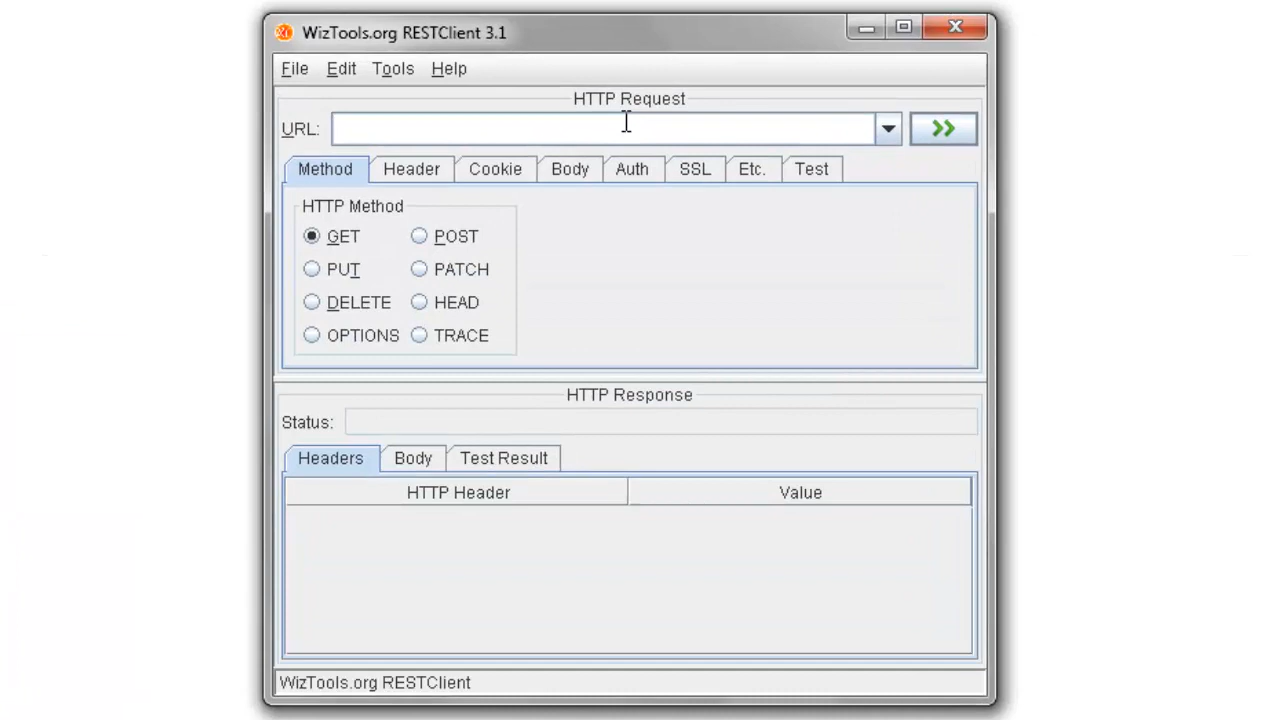 WizTools.org RESTClient 3.1
File Edit Tools Help
HTTP Request
URL:
Method Header Cookie Body Auth SSL Etc. Test
HTTP Method
GET POST
PUT PATCH
DELETE HEAD
OPTIONS TRACE
HTTP Response
Status:
Headers Body Test Result
HTTP Header Value
WizTools.org RESTClient